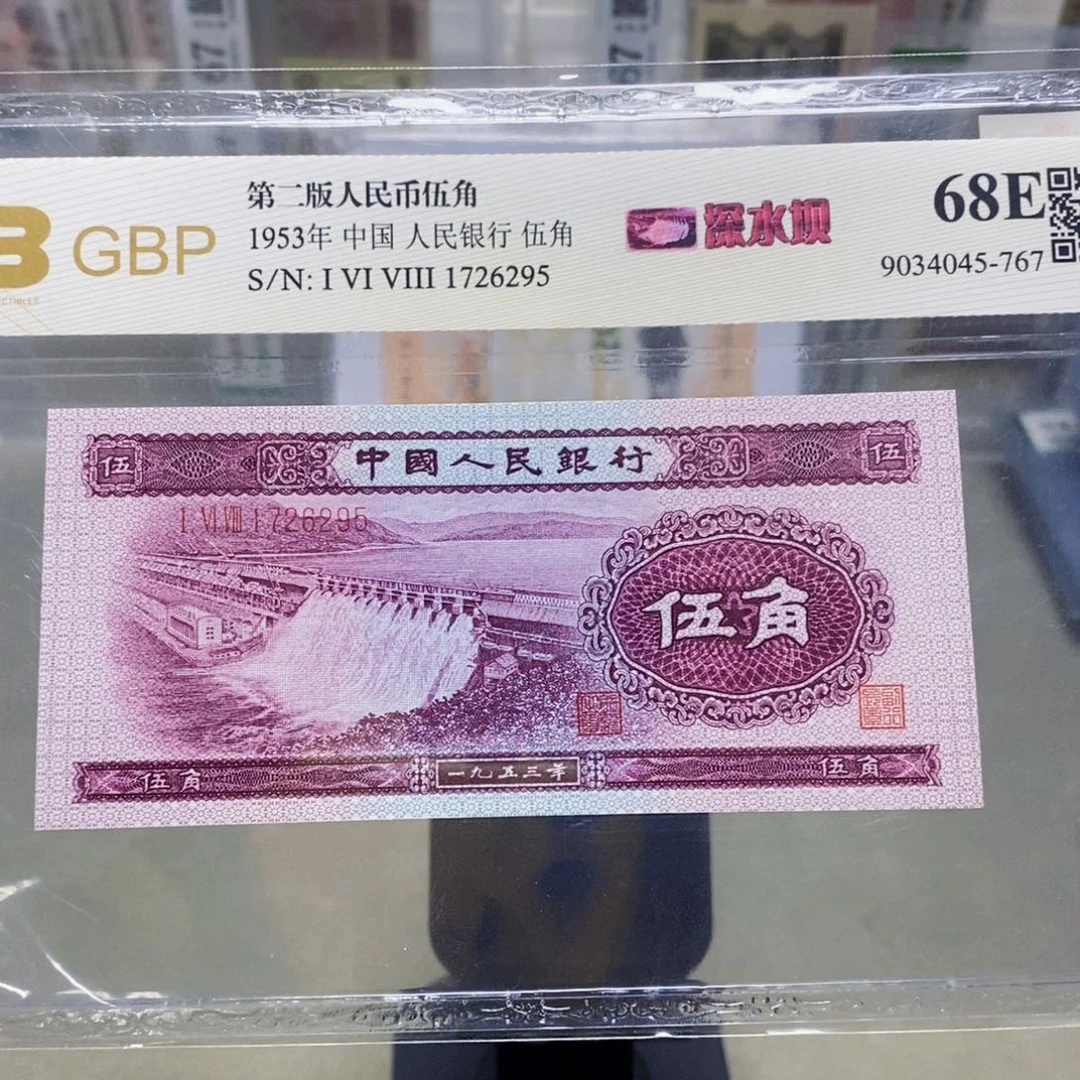 第二版人民币伍角
GBP
1953年 中国 人民银行 伍角
S/N: I VI VIII 1726295
深水坝
68E
9034045-767
中國人民銀行
伍
伍
I VI VIII 1726295
伍角
伍角
一九五三年
伍角